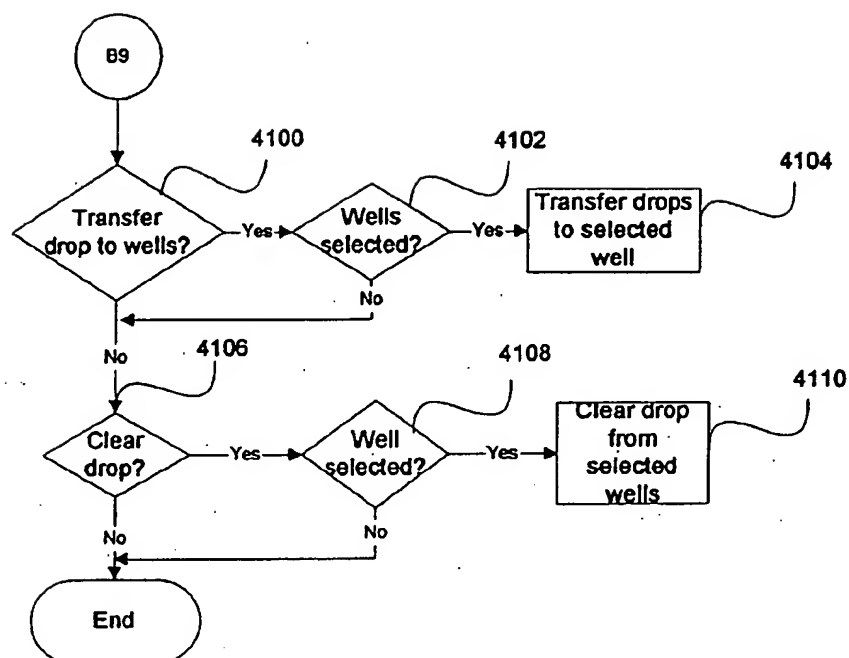 B9
4100
4102
4104
Transfer
drop to wells?
Yes
Wells
selected?
Yes
Transfer drops
to selected
well
No
No
4106
4108
4110
Clear
drop?
Yes
Well
selected?
Yes
Clear drop
from
selected
wells
No
No
End